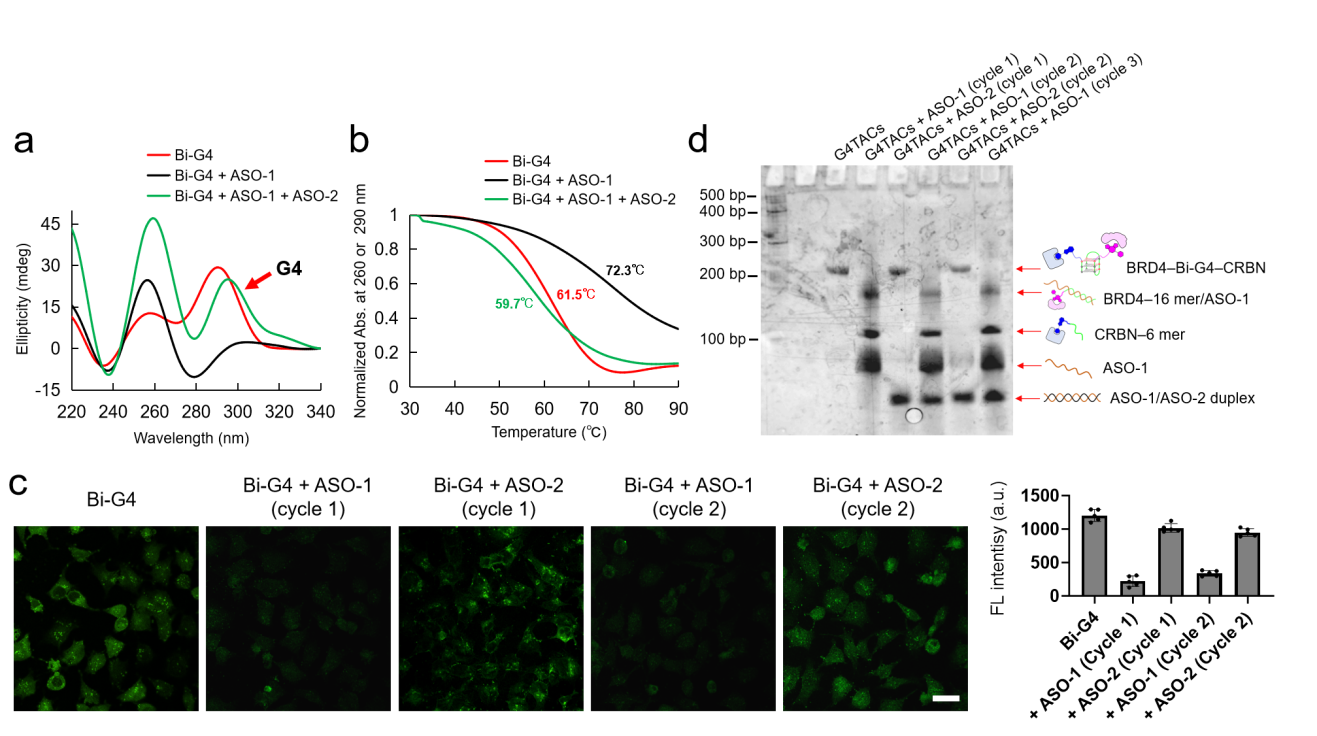 a
Bi-G4
Bi-G4 + ASO-1
Bi-G4 + ASO-1 + ASO-2
Ellipticity (mdeg)
45
30
15
0
-15
G4
220 240 260 280 300 320 340
Wavelength (nm)
b
Bi-G4
Bi-G4 + ASO-1
Bi-G4 + ASO-1 + ASO-2
Normalized Abs. at 260 or 290 nm
1
0.8
0.6
0.4
0.2
0
72.3℃
61.5℃
59.7℃
30 40 50 60 70 80 90
Temperature (℃)
d
G4TACs
G4TACs + ASO-1 (cycle 1)
G4TACs + ASO-2 (cycle 1)
G4TACs + ASO-1 (cycle 2)
G4TACs + ASO-2 (cycle 2)
G4TACs + ASO-1 (cycle 3)
500 bp
400 bp
300 bp
200 bp
100 bp
BRD4–Bi-G4–CRBN
BRD4–16 mer/ASO-1
CRBN–6 mer
ASO-1
ASO-1/ASO-2 duplex
c
Bi-G4
Bi-G4 + ASO-1
(cycle 1)
Bi-G4 + ASO-2
(cycle 1)
Bi-G4 + ASO-1
(cycle 2)
Bi-G4 + ASO-2
(cycle 2)
FL intentisy (a.u.)
1500
1000
500
0
Bi-G4
+ ASO-1 (Cycle 1)
+ ASO-2 (Cycle 1)
+ ASO-1 (Cycle 2)
+ ASO-2 (Cycle 2)